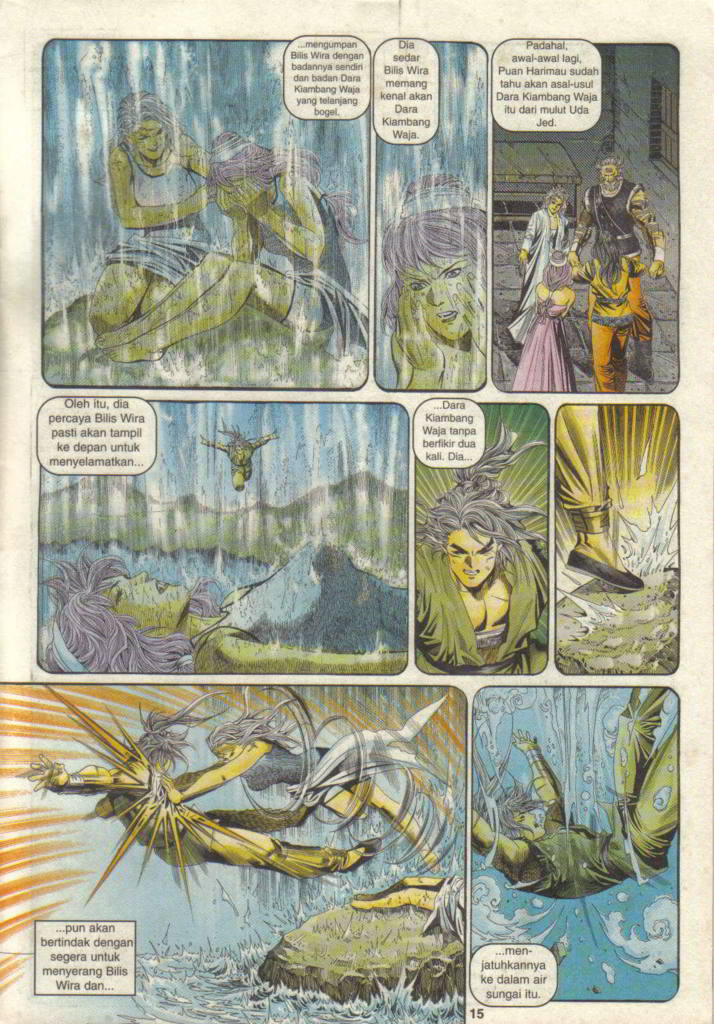 ...mengumpan
Bilis Wira dengan
badannya sendiri
dan badan Dara
Kiambang Waja
yang telanjang
bogel.
Dia
sedar
Bilis Wira
memang
kenal akan
Dara
Kiambang
Waja.
Padahal,
awal-awal lagi,
Puan Harimau sudah
tahu akan asal-usul
Dara Kiambang Waja
itu dari mulut Uda
Jed.
Oleh itu, dia
percaya Bilis Wira
pasti akan tampil
ke depan untuk
menyelamatkan...
...Dara
Kiambang
Waja tanpa
berfikir dua
kali. Dia...
...pun akan
bertindak dengan
segera untuk
menyerang Bilis
Wira dan...
...men-
jatuhkannya
ke dalam air
sungai itu.
15